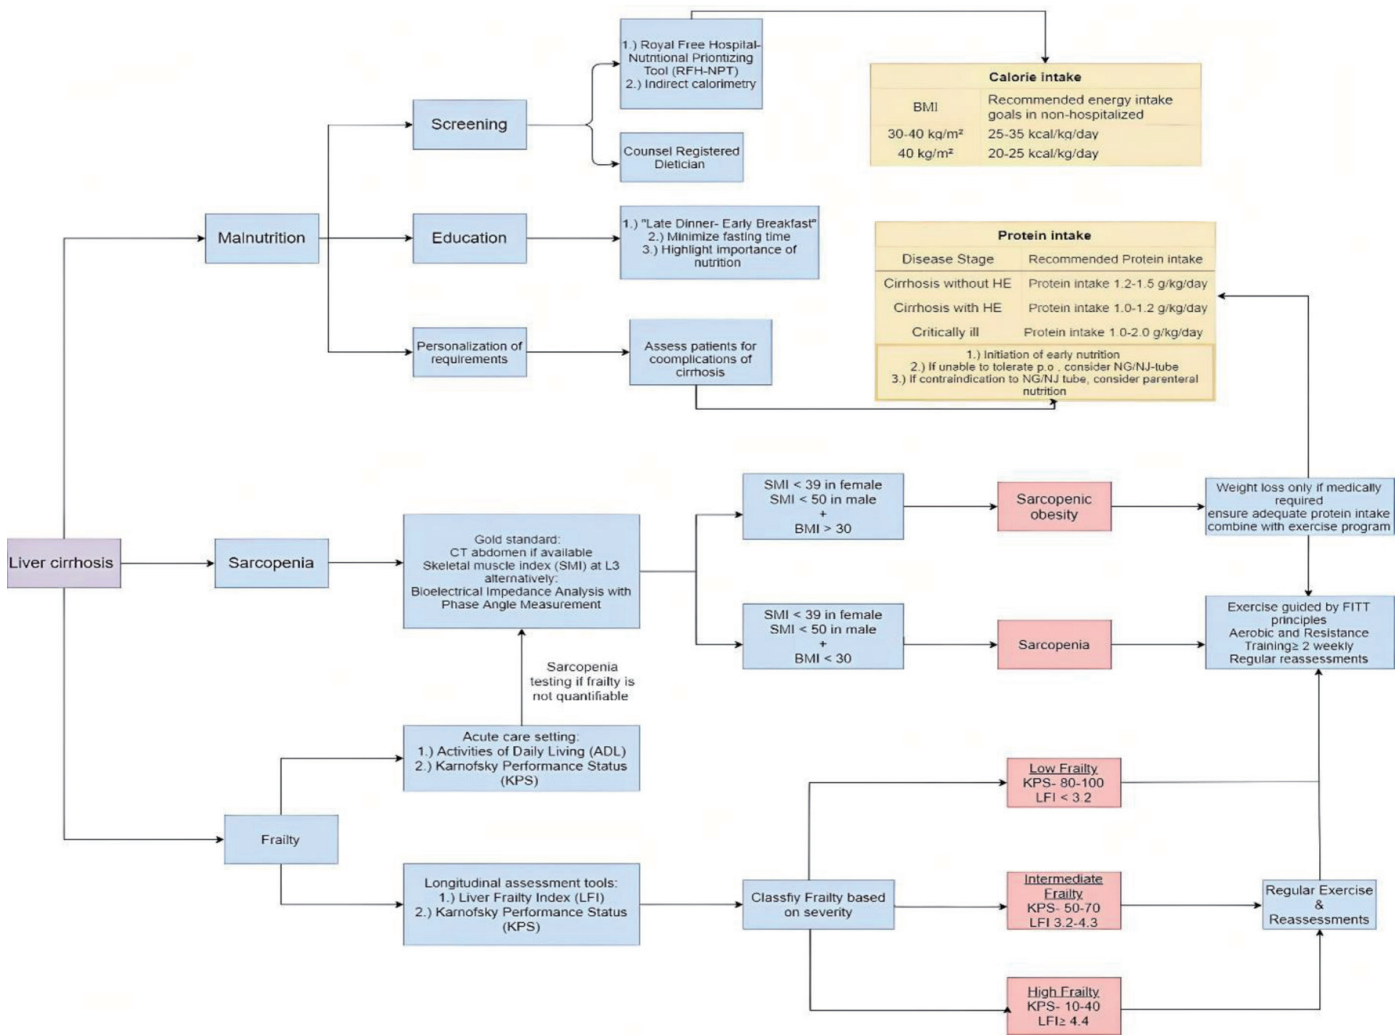 Liver cirrhosis
Malnutrition
Screening
1.) Royal Free Hospital-
Nutritional Prioritizing
Tool (RFH-NPT)
2.) Indirect calorimetry
Counsel Registered
Dietician
Calorie intake
BMI
Recommended energy intake
goals in non-hospitalized
30-40 kg/m² 25-35 kcal/kg/day
40 kg/m² 20-25 kcal/kg/day
Education
1.) "Late Dinner- Early Breakfast"
2.) Minimize fasting time
3.) Highlight importance of
nutrition
Personalization of
requirements
Assess patients for
coomplications of
cirrhosis
Protein intake
Disease Stage Recommended Protein intake
Cirrhosis without HE Protein intake 1.2-1.5 g/kg/day
Cirrhosis with HE Protein intake 1.0-1.2 g/kg/day
Critically ill Protein intake 1.0-2.0 g/kg/day
1.) Initiation of early nutrition
2.) If unable to tolerate p.o , consider NG/NJ-tube
3.) If contraindication to NG/NJ tube, consider parenteral
nutrition
Sarcopenia
Gold standard:
CT abdomen if available
Skeletal muscle index (SMI) at L3
alternatively:
Bioelectrical Impedance Analysis with
Phase Angle Measurement
SMI < 39 in female
SMI < 50 in male
+
BMI > 30
Sarcopenic
obesity
Weight loss only if medically
required
ensure adequate protein intake
combine with exercise program
SMI < 39 in female
SMI < 50 in male
+
BMI < 30
Sarcopenia
Exercise guided by FITT
principles
Aerobic and Resistance
Training≥ 2 weekly
Regular reassessments
Sarcopenia
testing if frailty is
not quantifiable
Frailty
Acute care setting:
1.) Activities of Daily Living (ADL)
2.) Karnofsky Performance Status
(KPS)
Longitudinal assessment tools:
1.) Liver Frailty Index (LFI)
2.) Karnofsky Performance Status
(KPS)
Classfiy Frailty based
on severity
Low Frailty
KPS- 80-100
LFI < 3.2
Intermediate
Frailty
KPS- 50-70
LFI 3.2-4.3
High Frailty
KPS- 10-40
LFI≥ 4.4
Regular Exercise
&
Reassessments